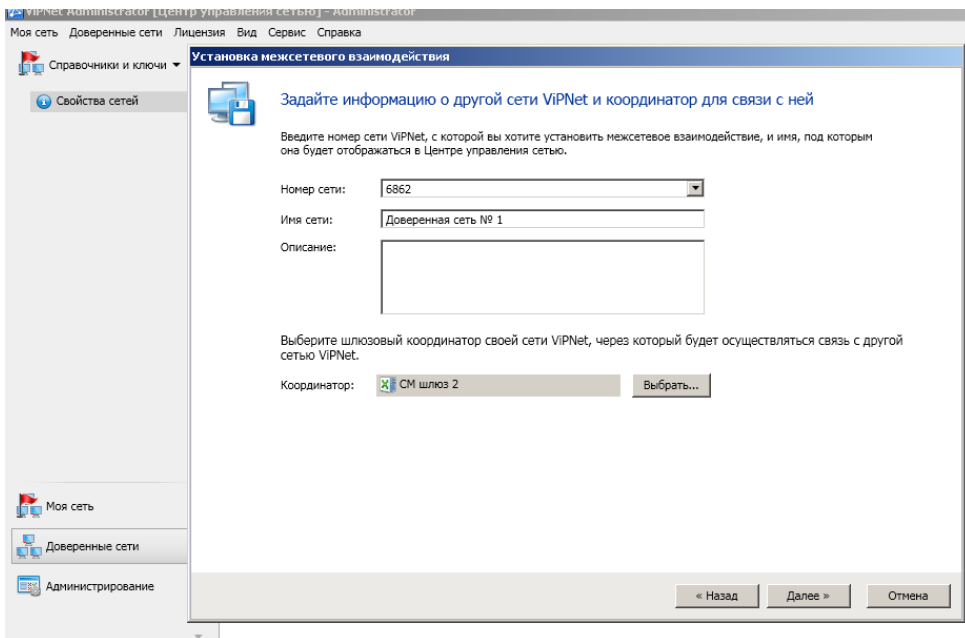 ViPNet Administrator [Центр управления сетью] - Administrator
Моя сеть Доверенные сети Лицензия Вид Сервис Справка
Справочники и ключи
Свойства сетей
Установка межсетевого взаимодействия
Задайте информацию о другой сети ViPNet и координатор для связи с ней
Введите номер сети ViPNet, с которой вы хотите установить межсетевое взаимодействие, и имя, под которым
она будет отображаться в Центре управления сетью.
Номер сети: 6862
Имя сети: Доверенная сеть № 1
Описание:
Выберите шлюзовый координатор своей сети ViPNet, через который будет осуществляться связь с другой
сетью ViPNet.
Координатор: СМ шлюз 2 Выбрать...
Моя сеть
Доверенные сети
Администрирование
« Назад Далее » Отмена